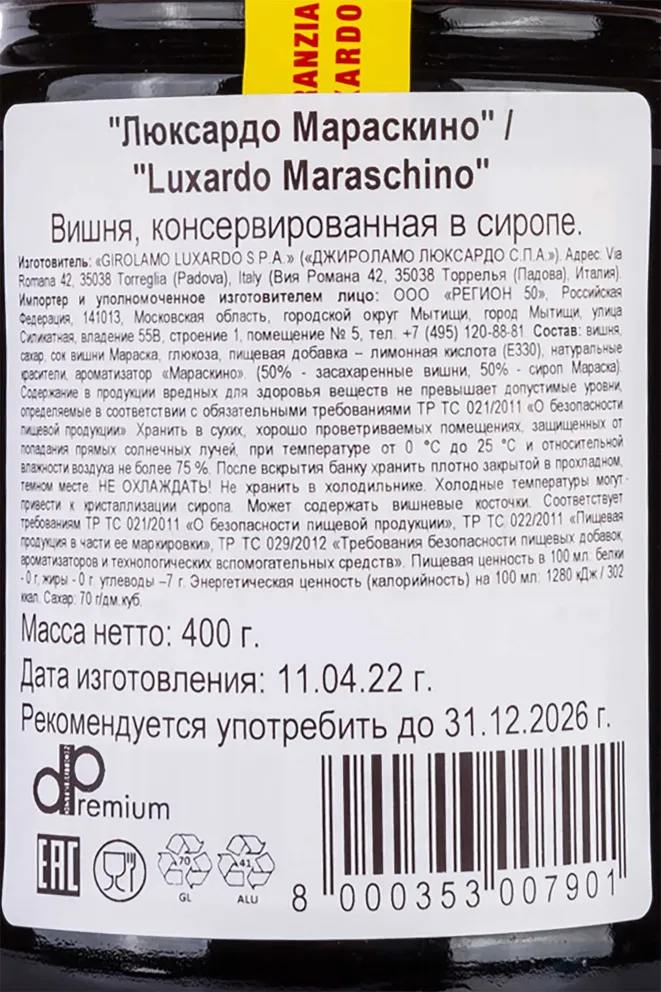 RANZIA
XARDO
"Люксардо Мараскино" /
"Luxardo Maraschino"
Вишня, консервированная в сиропе.
Изготовитель: «GIROLAMO LUXARDO S P.A.» («ДЖИРОЛАМО ЛЮКСАРДО С.П.А.»). Адрес: Via
Romana 42, 35038 Torreglia (Padova), Italy (Виа Романа 42, 35038 Торрелья (Падова), Италия).
Импортер и уполномоченное изготовителем лицо: ООО «РЕГИОН 50», Российская
Федерация, 141013, Московская область, городской округ Мытищи, город Мытищи, улица
Силикатная, владение 55В, строение 1, помещение № 5, тел. +7 (495) 120-88-81. Состав: вишня,
сахар, сок вишни Мараска, глюкоза, пищевая добавка – лимонная кислота (Е330), натуральные
красители, ароматизатор «Мараскино». (50% - засахаренные вишни, 50% - сироп Мараска).
Содержание в продукции вредных для здоровья веществ не превышает допустимые уровни,
определяемые в соответствии с обязательными требованиями ТР ТС 021/2011 «О безопасности
пищевой продукции». Хранить в сухих, хорошо проветриваемых помещениях, защищенных от
попадания прямых солнечных лучей, при температуре от 0 °С до 25 °С и относительной
влажности воздуха не более 75 %. После вскрытия банку хранить плотно закрытой в прохладном,
темном месте. НЕ ОХЛАЖДАТЬ! Не хранить в холодильнике. Холодные температуры могут
привести к кристаллизации сиропа. Может содержать вишневые косточки. Соответствует
требованиям ТР ТС 021/2011 «О безопасности пищевой продукции», ТР ТС 022/2011 «Пищевая
продукция в части ее маркировки», ТР ТС 029/2012 «Требования безопасности пищевых добавок,
ароматизаторов и технологических вспомогательных средств». Пищевая ценность в 100 мл: белки
- 0 г, жиры - 0 г. углеводы –7 г. Энергетическая ценность (калорийность) на 100 мл: 1280 кДж / 302
ккал. Сахар: 70 г/дм.куб.
Масса нетто: 400 г.
Дата изготовления: 11.04.22 г.
Рекомендуется употребить до 31.12.2026 г.
dp
DISTRIBUTION
remium
EAC
70
GL
41
ALU
8 000353 007901